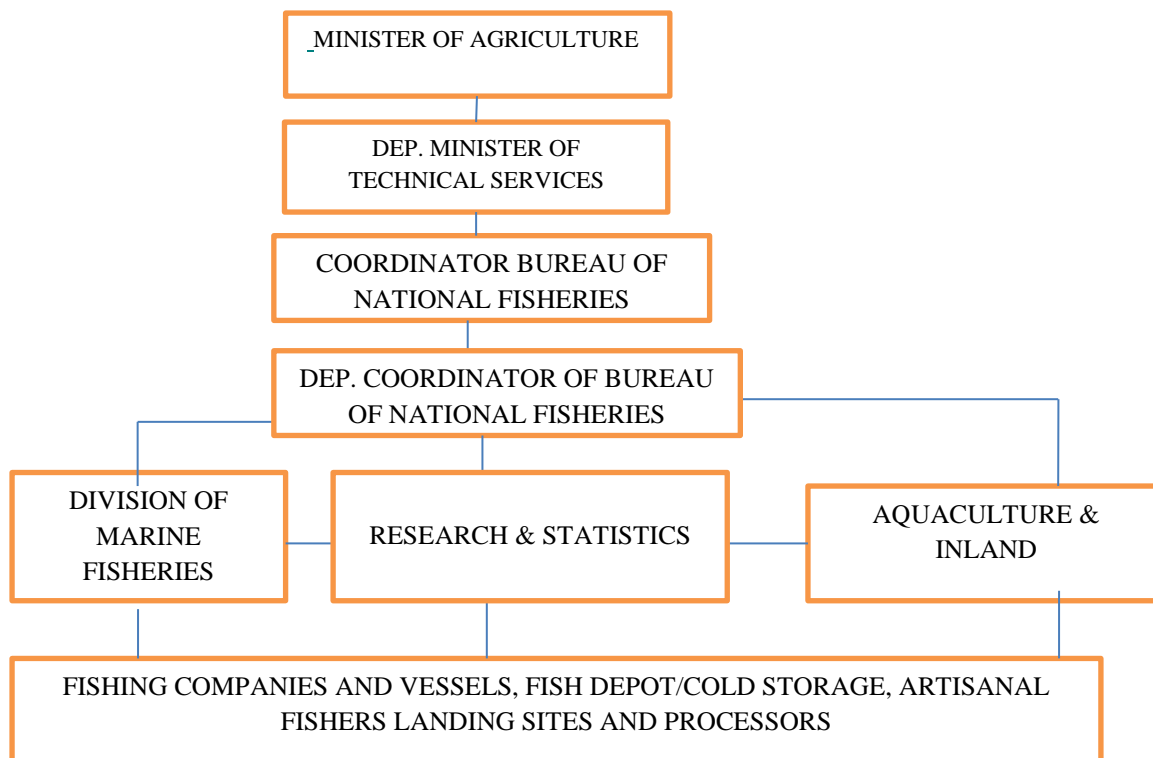 MINISTER OF AGRICULTURE
DEP. MINISTER OF
TECHNICAL SERVICES
COORDINATOR BUREAU OF
NATIONAL FISHERIES
DEP. COORDINATOR OF BUREAU
OF NATIONAL FISHERIES
DIVISION OF
MARINE
FISHERIES
RESEARCH & STATISTICS
AQUACULTURE &
INLAND
FISHING COMPANIES AND VESSELS, FISH DEPOT/COLD STORAGE, ARTISANAL
FISHERS LANDING SITES AND PROCESSORS